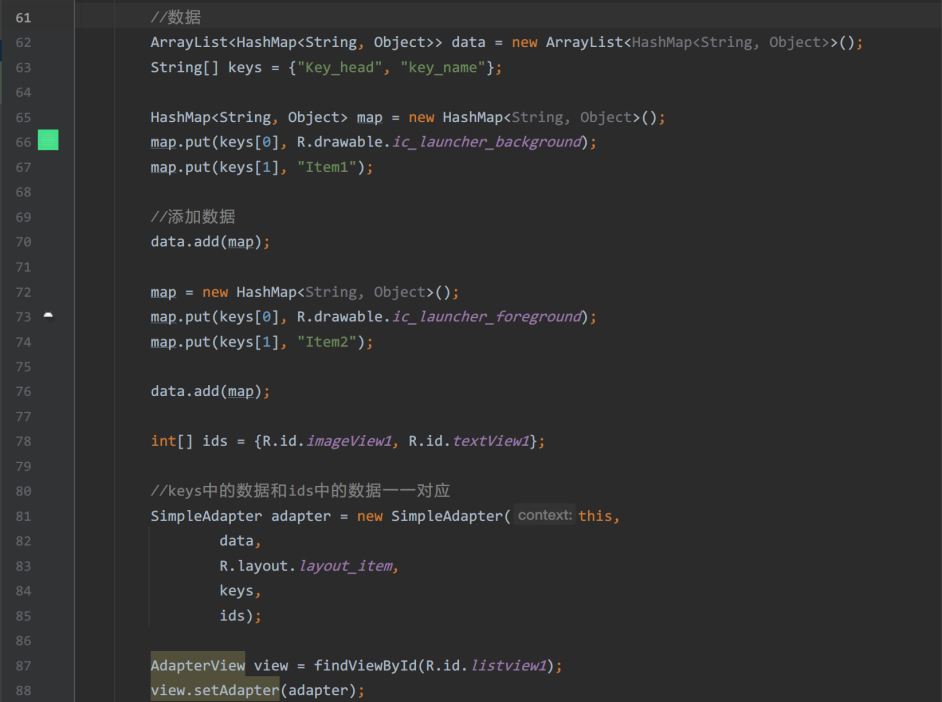 61 //数据
62 ArrayList<HashMap<String, Object>> data = new ArrayList<HashMap<String, Object>>();
63 String[] keys = {"Key_head", "key_name"};
64
65 HashMap<String, Object> map = new HashMap<String, Object>();
66 map.put(keys[0], R.drawable.ic_launcher_background);
67 map.put(keys[1], "Item1");
68
69 //添加数据
70 data.add(map);
71
72 map = new HashMap<String, Object>();
73 map.put(keys[0], R.drawable.ic_launcher_foreground);
74 map.put(keys[1], "Item2");
75
76 data.add(map);
77
78 int[] ids = {R.id.imageView1, R.id.textView1};
79
80 //keys中的数据和ids中的数据一一对应
81 SimpleAdapter adapter = new SimpleAdapter( context: this,
82 data,
83 R.layout.layout_item,
84 keys,
85 ids);
86
87 AdapterView view = findViewById(R.id.listview1);
88 view.setAdapter(adapter);